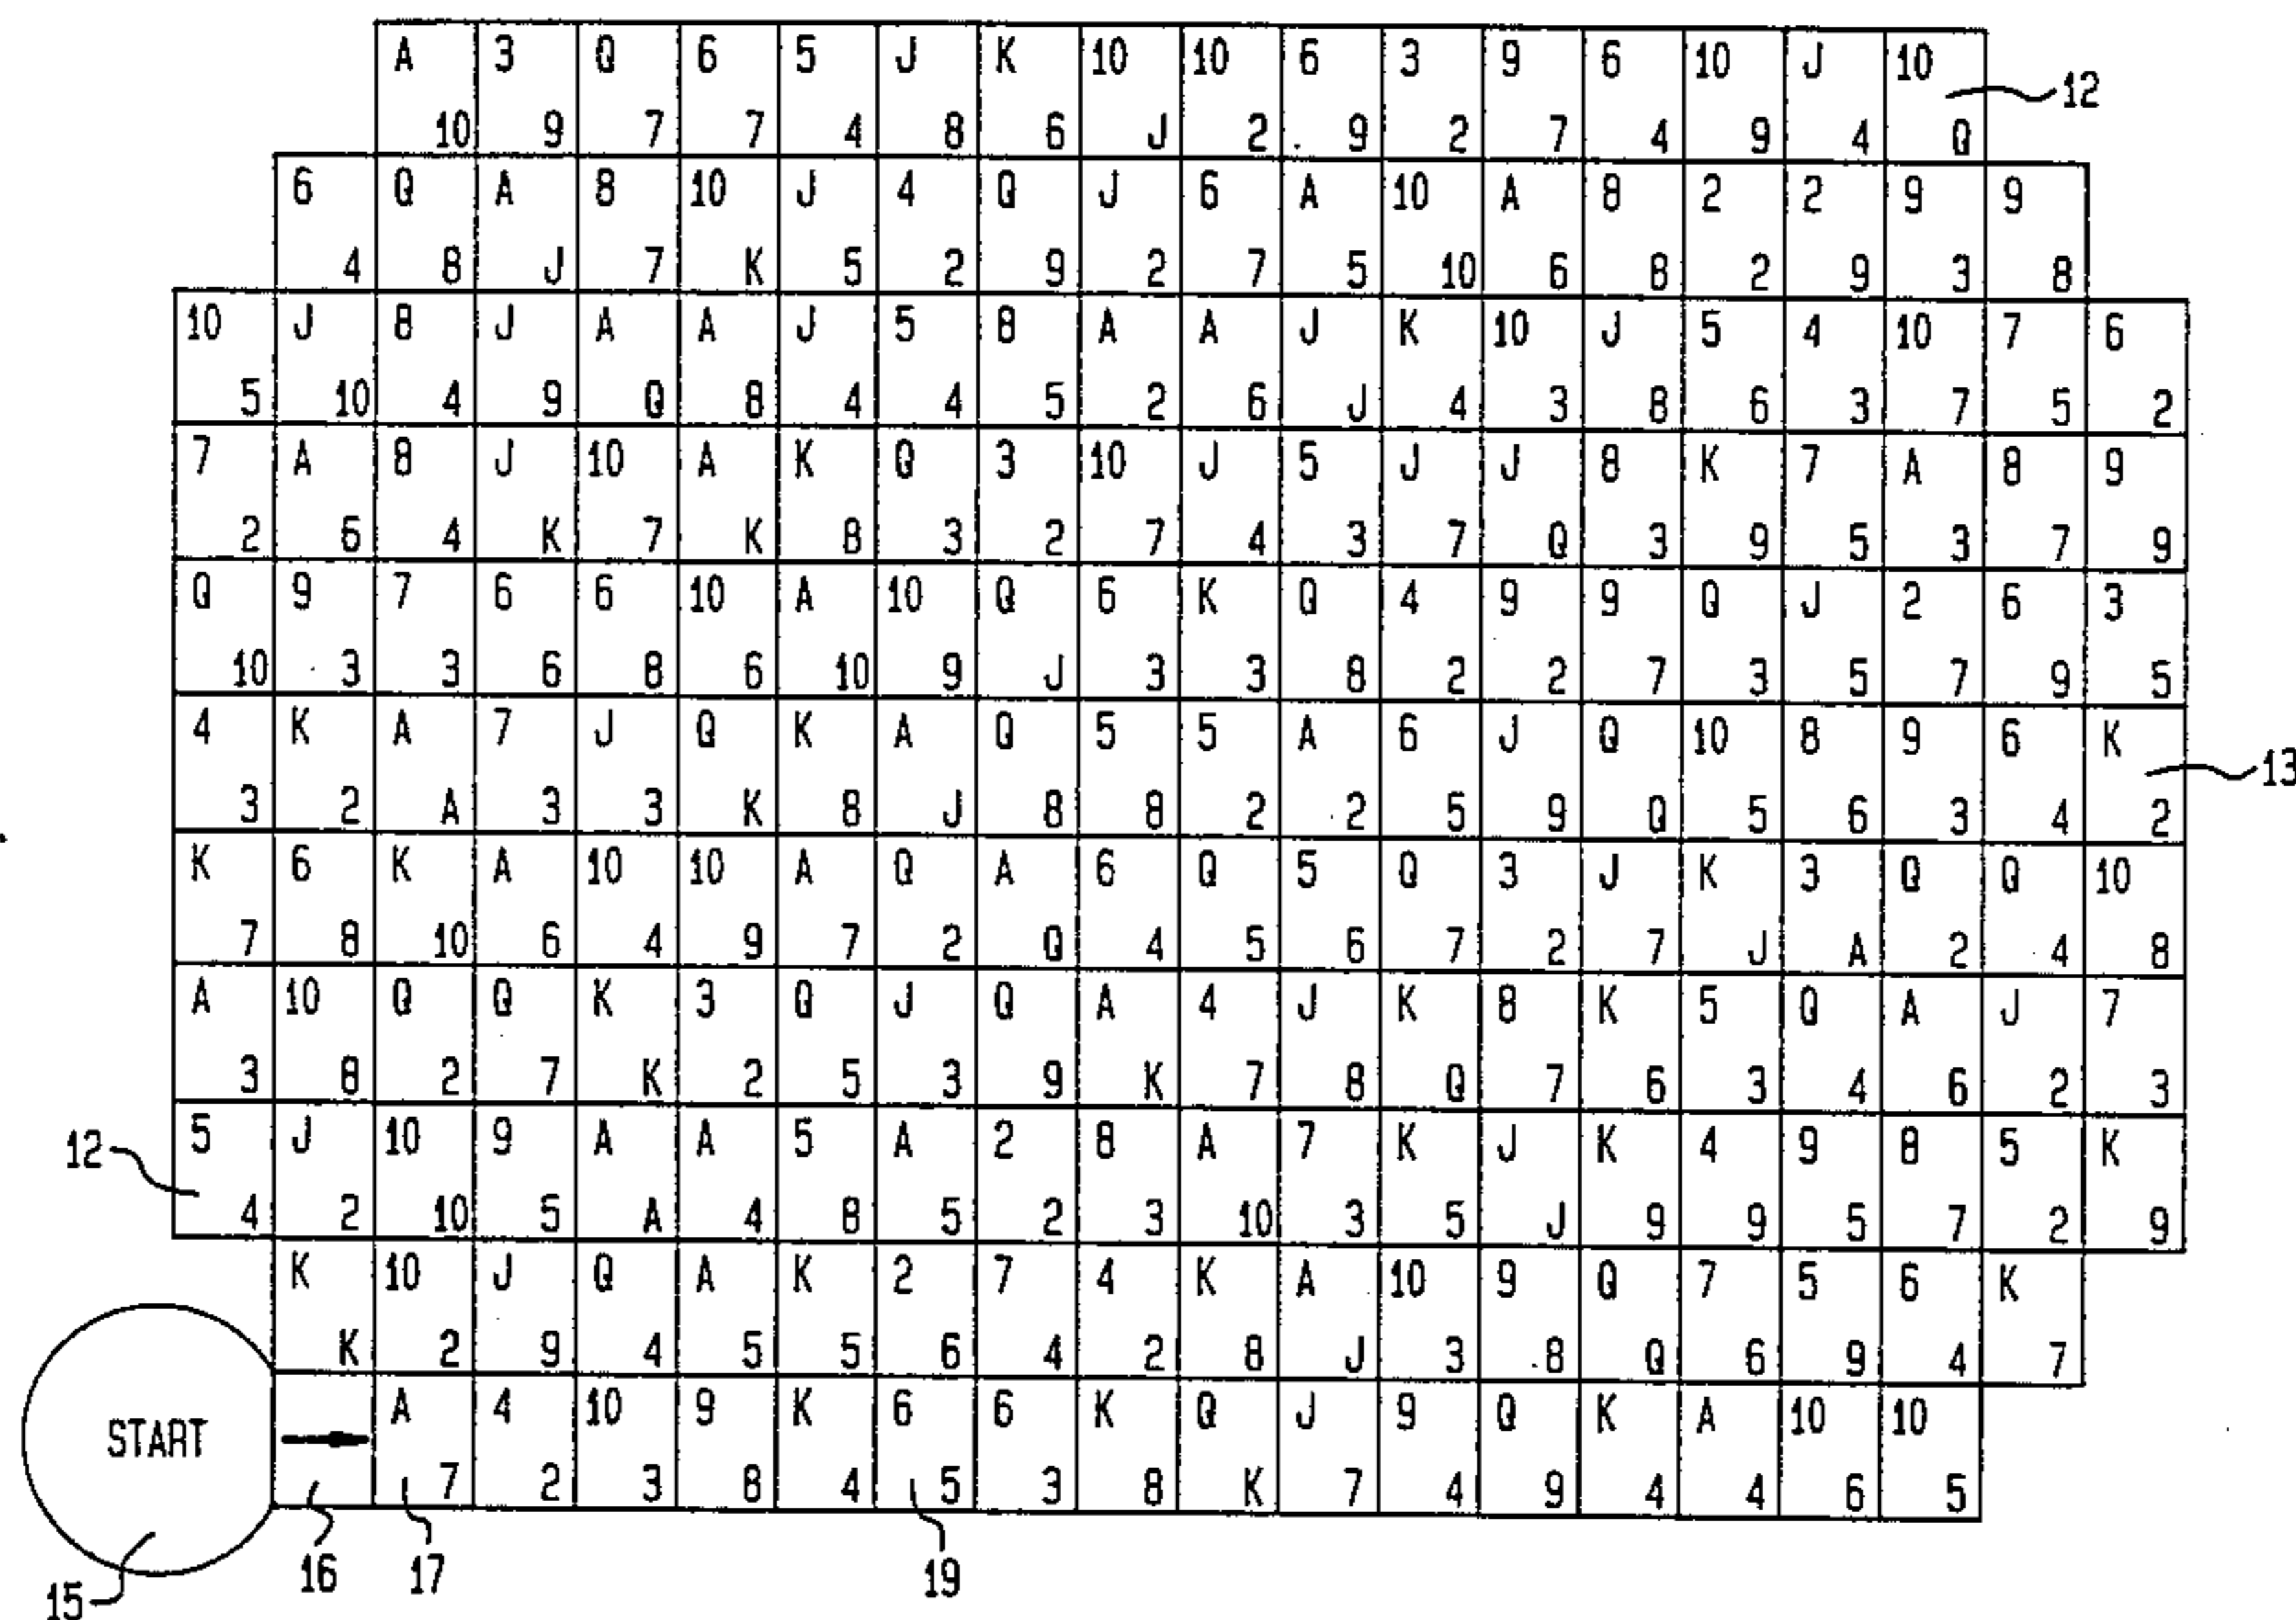 A 3 Q 6 5 J K 10 10 6 3 9 6 10 J 10
12
10 9 7 7 4 8 6 J 2 9 2 7 4 9 4 Q
6 Q A 8 10 J 4 Q J 6 A 10 A 8 2 2 9 9
4 8 J 7 K 5 2 9 2 7 5 10 6 8 2 9 3 8
10 J 8 J A A J 5 8 A A J K 10 J 5 4 10 7 6
5 10 4 9 Q 8 4 4 5 2 6 J 4 3 8 6 3 7 5 2
7 A 8 J 10 A K Q 3 10 J 5 J J 8 K 7 A 8 9
2 6 4 K 7 K 8 3 2 7 4 3 7 Q 3 9 5 3 7 9
Q 9 7 6 6 10 A 10 Q 6 K Q 4 9 9 Q J 2 6 3
10 3 3 6 8 6 10 9 J 3 3 8 2 2 7 3 5 7 9 5
4 K A 7 J Q K A Q 5 5 A 6 J Q 10 8 9 6 K
13
3 2 A 3 3 K 8 J 8 8 2 2 5 9 Q 5 6 3 4 2
K 6 K A 10 10 A Q A 6 Q 5 Q 3 J K 3 Q Q 10
7 8 10 6 4 9 7 2 Q 4 5 6 7 2 7 J A 2 4 8
A 10 Q Q K 3 Q J Q A 4 J K 8 K 5 Q A J 7
3 8 2 7 K 2 5 3 9 K 7 8 Q 7 6 3 4 6 2 3
12
5 J 10 9 A A 5 A 2 8 A 7 K J K 4 9 8 5 K
4 2 10 5 A 4 8 5 2 3 10 3 5 J 9 9 5 7 2 9
K 10 J Q A K 2 7 4 K A 10 9 Q 7 5 6 K
K 2 9 4 5 5 6 4 2 8 J 3 8 Q 6 9 4 7
START
A 4 10 9 K 6 6 K Q J 9 Q K A 10 10
7 2 3 8 4 5 3 8 K 7 4 9 4 4 6 5
15
16
17
19